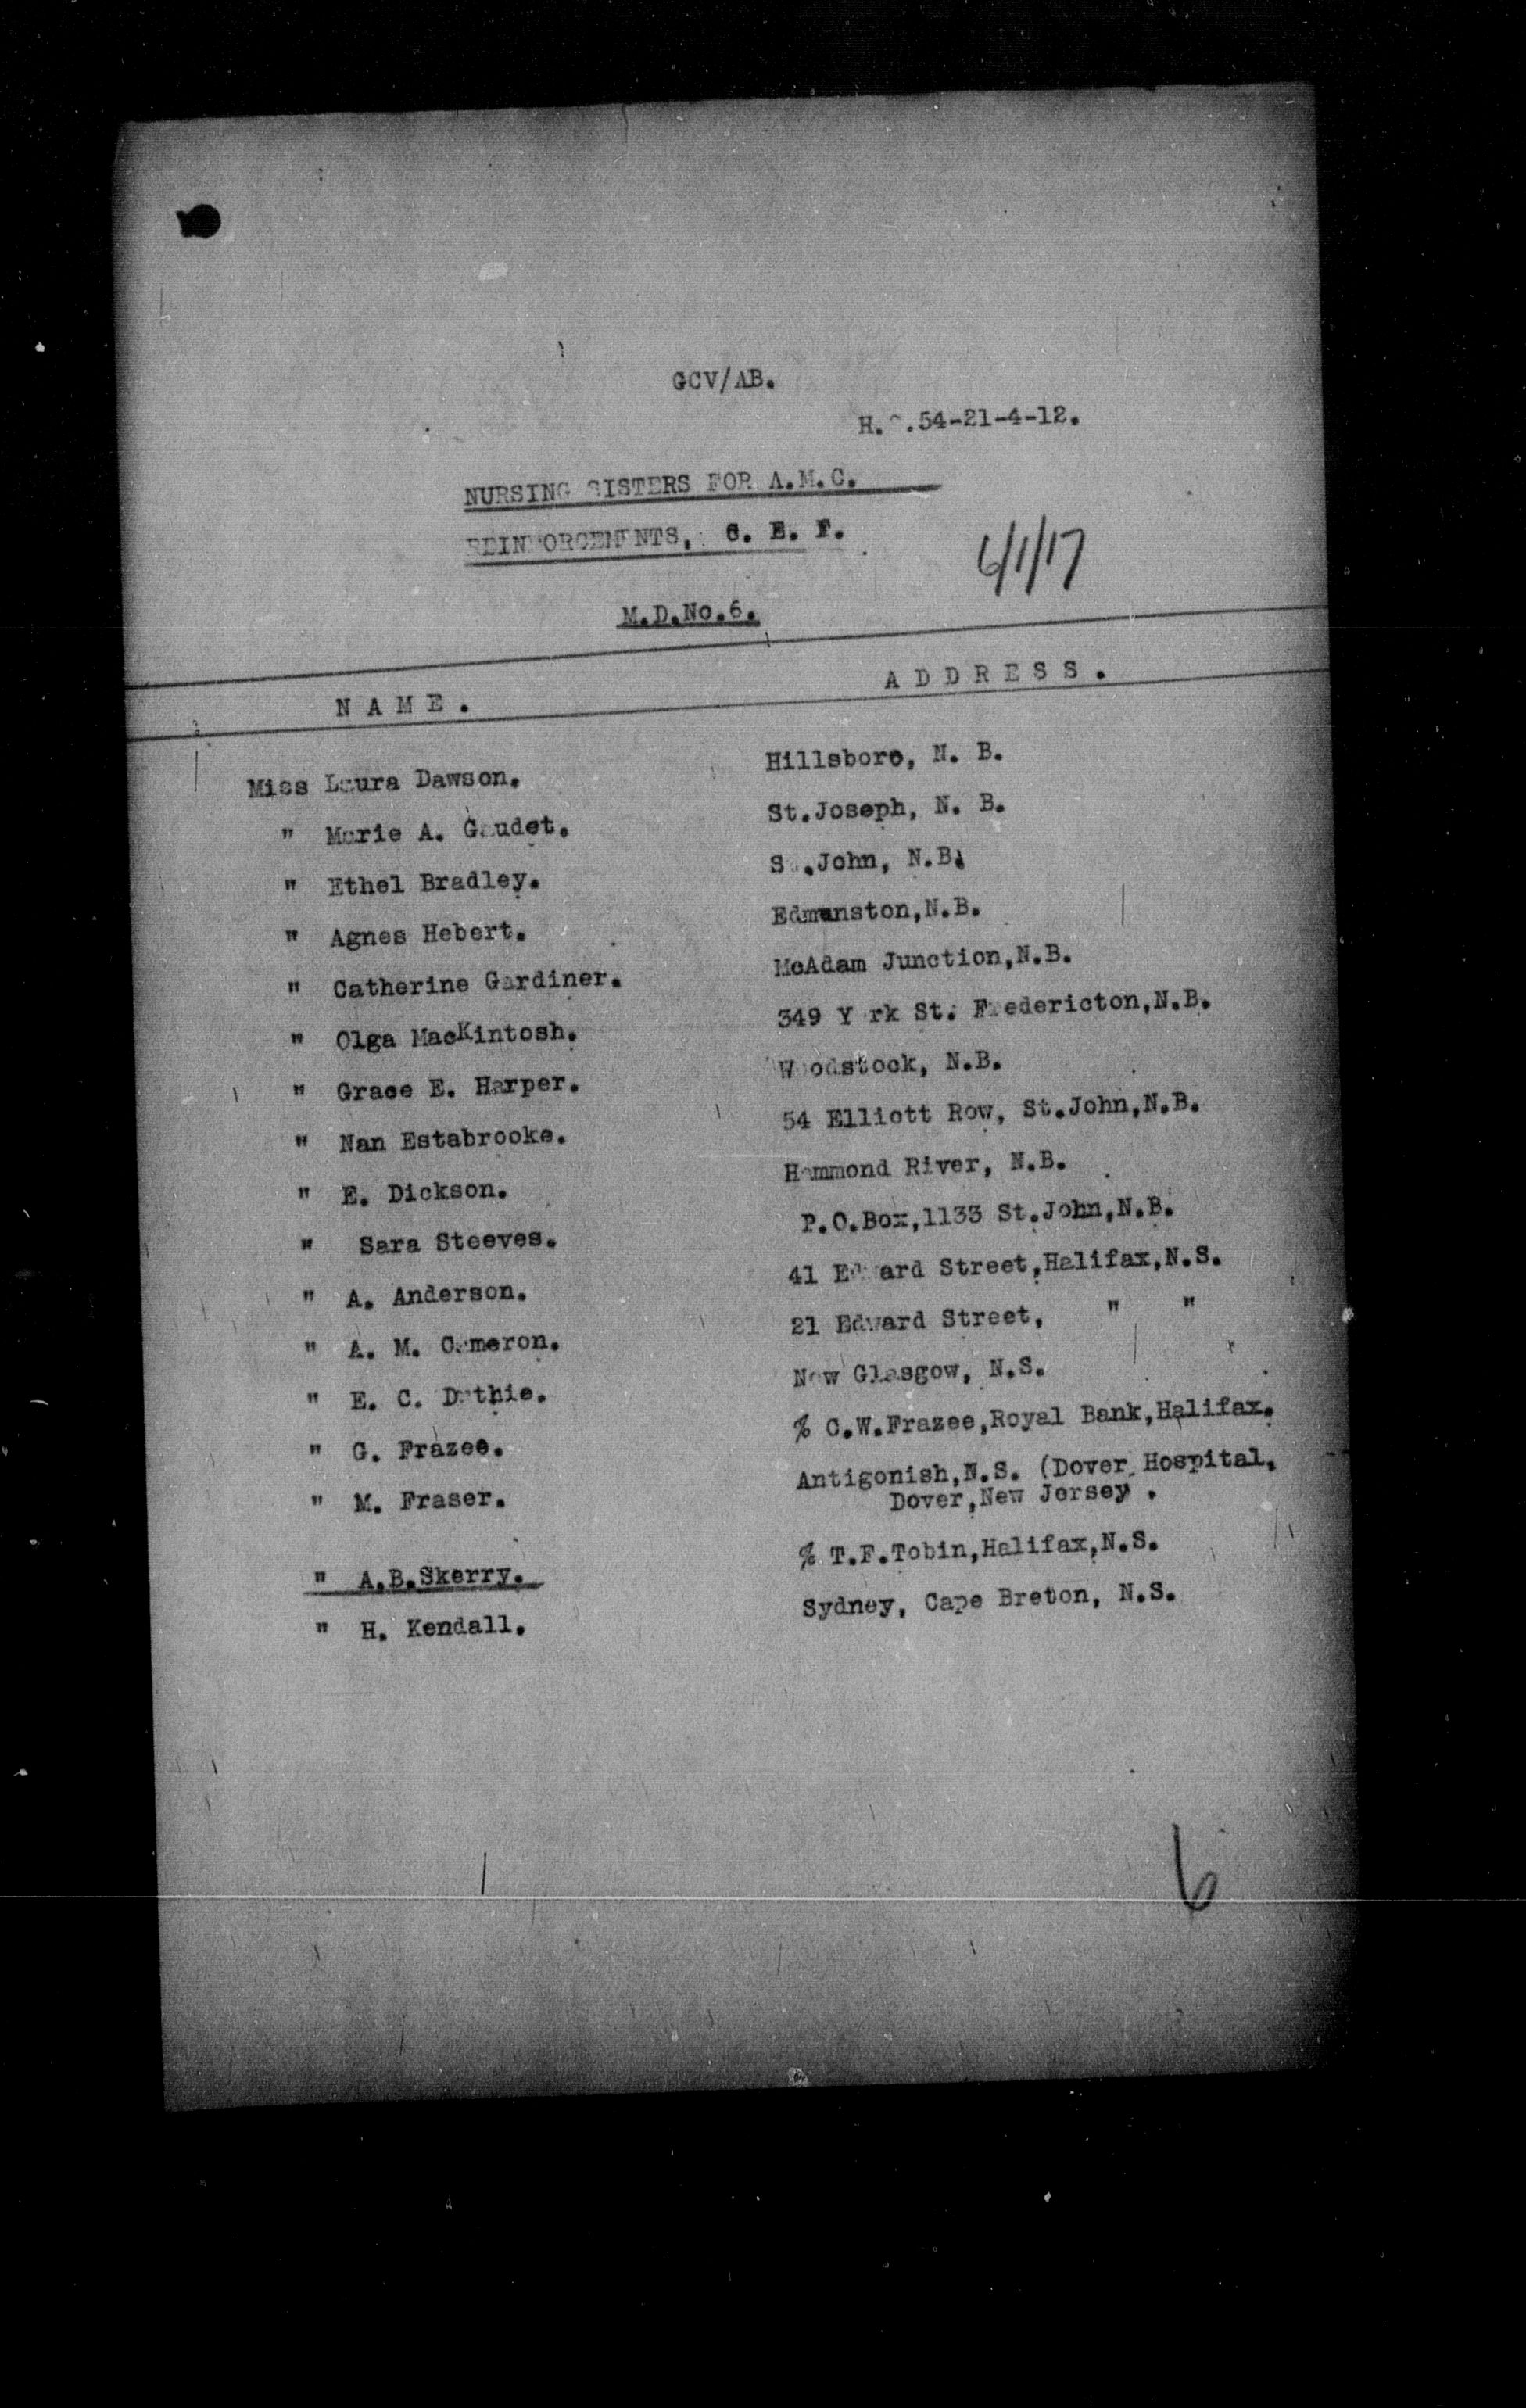 GCV/AB.
H.Q.54-21-4-12.
NURSING SISTERS FOR A.M.C.
REINFORCEMENTS, C. E. F.
6/1/17
M.D.No.6.
N A M E . A D D R E S S .
Miss Laura Dawson. Hillsboro, N. B.
" Marie A. Gaudet. St.Joseph, N. B.
" Ethel Bradley. St.John, N.B.
" Agnes Hebert. Edmunston,N.B.
" Catherine Gardiner. McAdam Junction,N.B.
" Olga MacKintosh. 349 York St. Fredericton,N.B.
" Grace E. Harper. Woodstock, N.B.
" Nan Estabrooke. 54 Elliott Row, St.John,N.B.
" E. Dickson. Hammond River, N.B.
" Sara Steeves. P.O.Box,1133 St.John,N.B.
" A. Anderson. 41 Edward Street,Halifax,N.S.
" A. M. Cameron. 21 Edward Street, " "
" E. C. New Glasgow, N.S.
" G. Frazee. % C.W.Frazee,Royal Bank,Halifax.
" M. Fraser. Antigonish,N.S. (Dover Hospital,
Dover,New Jersey .
" A.B.Skerry. % T.F.Tobin,Halifax,N.S.
" H. Kendall. Sydney, Cape Breton, N.S.
6